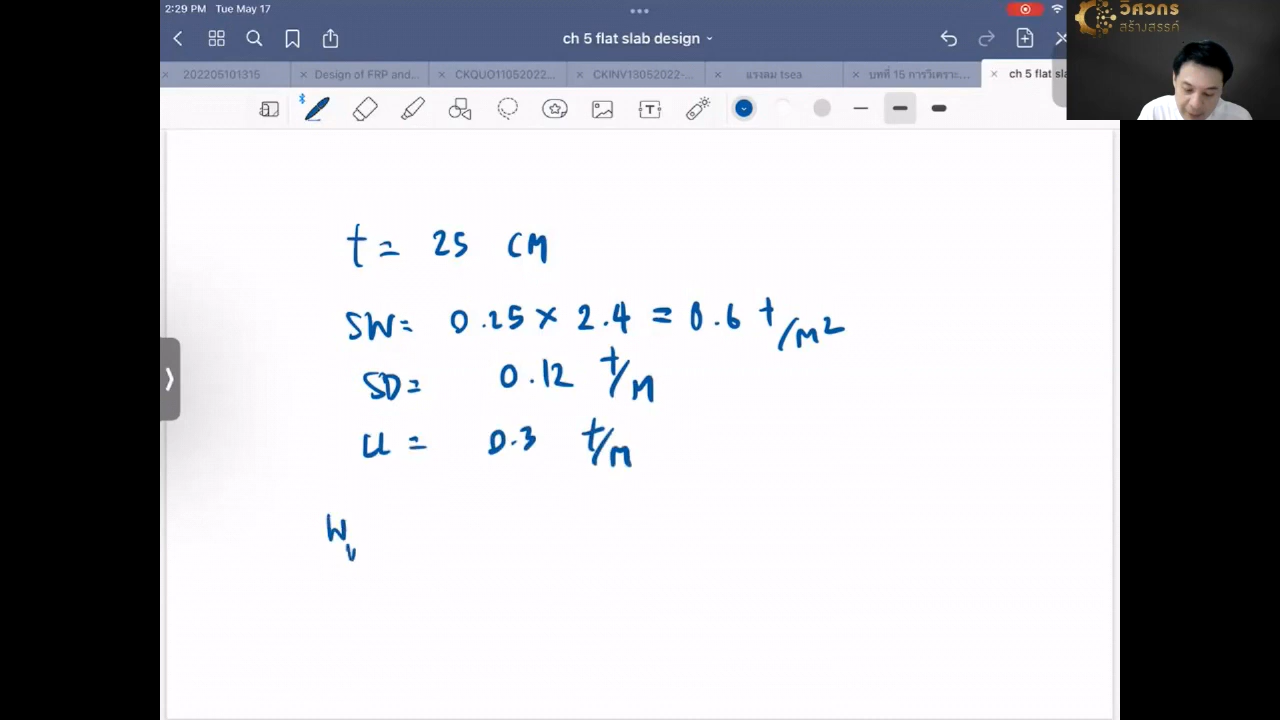 2:29 PM Tue May 17
วิศวกร
สร้างสรรค์
ch 5 flat slab design
202205101315
Design of FRP and...
CKQUO11052022...
CKINV13052022-...
แรงลม tsea
บทที่ 15 การวิเคราะ...
ch 5 flat sla
t = 25 CM
SW = 0.25 × 2.4 = 0.6 t/M²
SD = 0.12 t/M
LL = 0.3 t/M
Wu